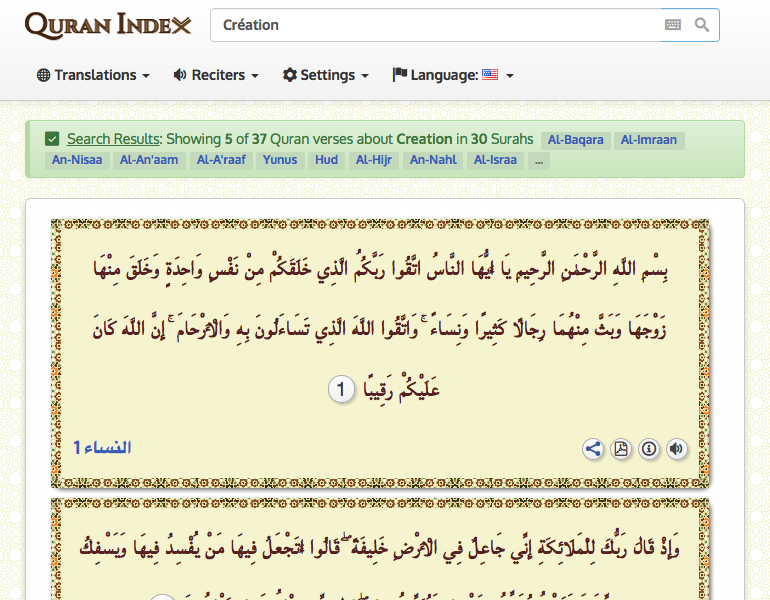 QURAN INDEX
Création
Translations
Reciters
Settings
Language:
Search Results: Showing 5 of 37 Quran verses about Creation in 30 Surahs Al-Baqara Al-Imraan
An-Nisaa Al-An'aam Al-A'raaf Yunus Hud Al-Hijr An-Nahl Al-Israa ...
بِسْمِ اللَّهِ الرَّحْمَٰنِ الرَّحِيمِ يَا أَيُّهَا النَّاسُ اتَّقُوا رَبَّكُمُ الَّذِي خَلَقَكُمْ مِنْ نَفْسٍ وَاحِدَةٍ وَخَلَقَ مِنْهَا
زَوْجَهَا وَبَثَّ مِنْهُمَا رِجَالًا كَثِيرًا وَنِسَاءً ۚ وَاتَّقُوا اللَّهَ الَّذِي تَسَاءَلُونَ بِهِ وَالْأَرْحَامَ ۚ إِنَّ اللَّهَ كَانَ
عَلَيْكُمْ رَقِيبًا 1
النساء 1
وَإِذْ قَالَ رَبُّكَ لِلْمَلَائِكَةِ إِنِّي جَاعِلٌ فِي الْأَرْضِ خَلِيفَةً ۖ قَالُوا أَتَجْعَلُ فِيهَا مَنْ يُفْسِدُ فِيهَا وَيَسْفِكُ